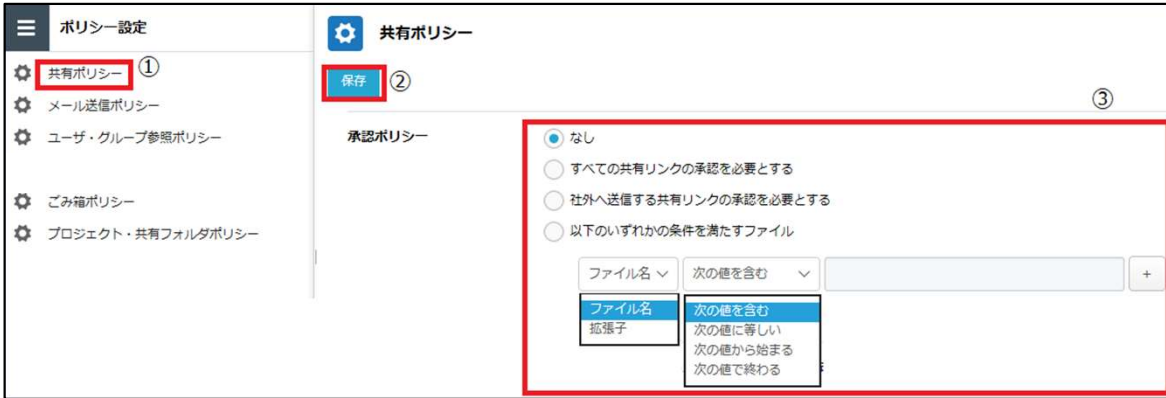 ポリシー設定
共有ポリシー ①
メール送信ポリシー
ユーザ・グループ参照ポリシー
ごみ箱ポリシー
プロジェクト・共有フォルダポリシー
共有ポリシー
保存 ②
③
承認ポリシー
なし
すべての共有リンクの承認を必要とする
社外へ送信する共有リンクの承認を必要とする
以下のいずれかの条件を満たすファイル
ファイル名 次の値を含む +
ファイル名
拡張子
次の値を含む
次の値に等しい
次の値から始まる
次の値で終わる